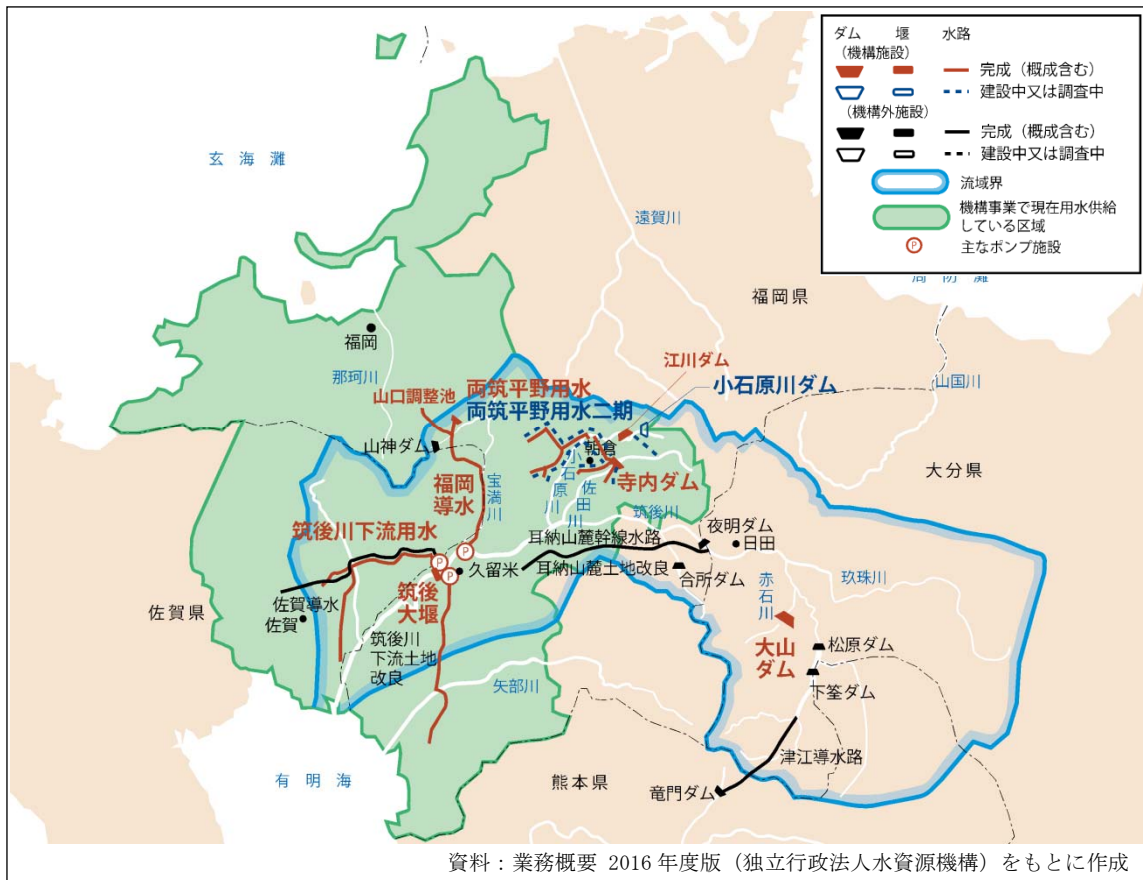 ダム 堰 水路
(機構施設)
完成(概成含む)
建設中又は調査中
(機構外施設)
完成(概成含む)
建設中又は調査中
流域界
機構事業で現在用水供給
している区域
P 主なポンプ施設
玄界灘
遠賀川
周防灘
福岡県
福岡
那珂川
江川ダム
小石原川ダム
山国川
山口調整池
両筑平野用水
両筑平野用水二期
山神ダム
朝倉
大分県
福岡
導水
宝満川
小石原川
佐田川
寺内ダム
筑後川
筑後川下流用水
耳納山麓幹線水路
夜明ダム
日田
P
P
P
久留米
耳納山麓土地改良
合所ダム
赤石川
玖珠川
佐賀県
佐賀導水
佐賀
筑後
大堰
筑後川
下流土地
改良
大山
ダム
松原ダム
下筌ダム
矢部川
津江導水路
有明海
熊本県
竜門ダム
資料:業務概要 2016年度版(独立行政法人水資源機構)をもとに作成